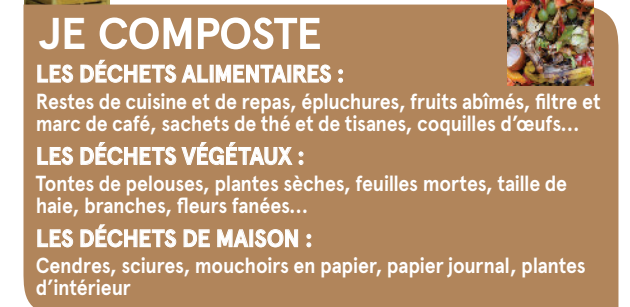 JE COMPOSTE
LES DÉCHETS ALIMENTAIRES :
Restes de cuisine et de repas, épluchures, fruits abîmés, filtre et
marc de café, sachets de thé et de tisanes, coquilles d'œufs...
LES DÉCHETS VÉGÉTAUX :
Tontes de pelouses, plantes sèches, feuilles mortes, taille de
haie, branches, fleurs fanées...
LES DÉCHETS DE MAISON :
Cendres, sciures, mouchoirs en papier, papier journal, plantes
d'intérieur